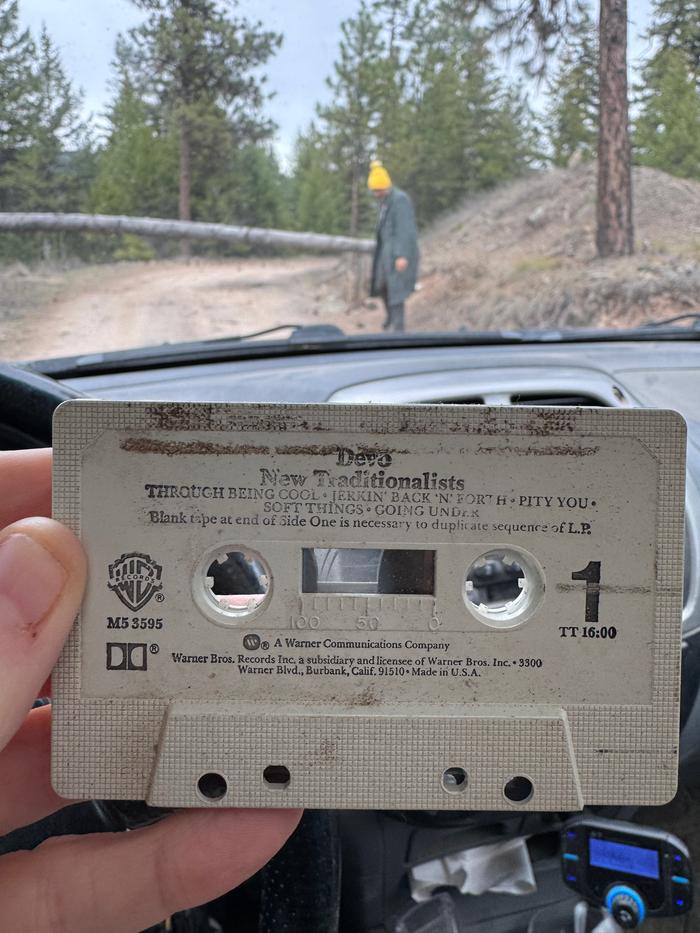 Devo
New Traditionalists
THROUGH BEING COOL • JERKIN' BACK 'N' FORTH • PITY YOU •
SOFT THINGS • GOING UNDER
Blank tape at end of Side One is necessary to duplicate sequence of L.P.
WB
RECORDS ®
M5 3595
100 50 0
1
TT 16:00
W® A Warner Communications Company
Warner Bros. Records Inc. a subsidiary and licensee of Warner Bros. Inc. • 3300
Warner Blvd., Burbank, Calif. 91510 • Made in U.S.A.